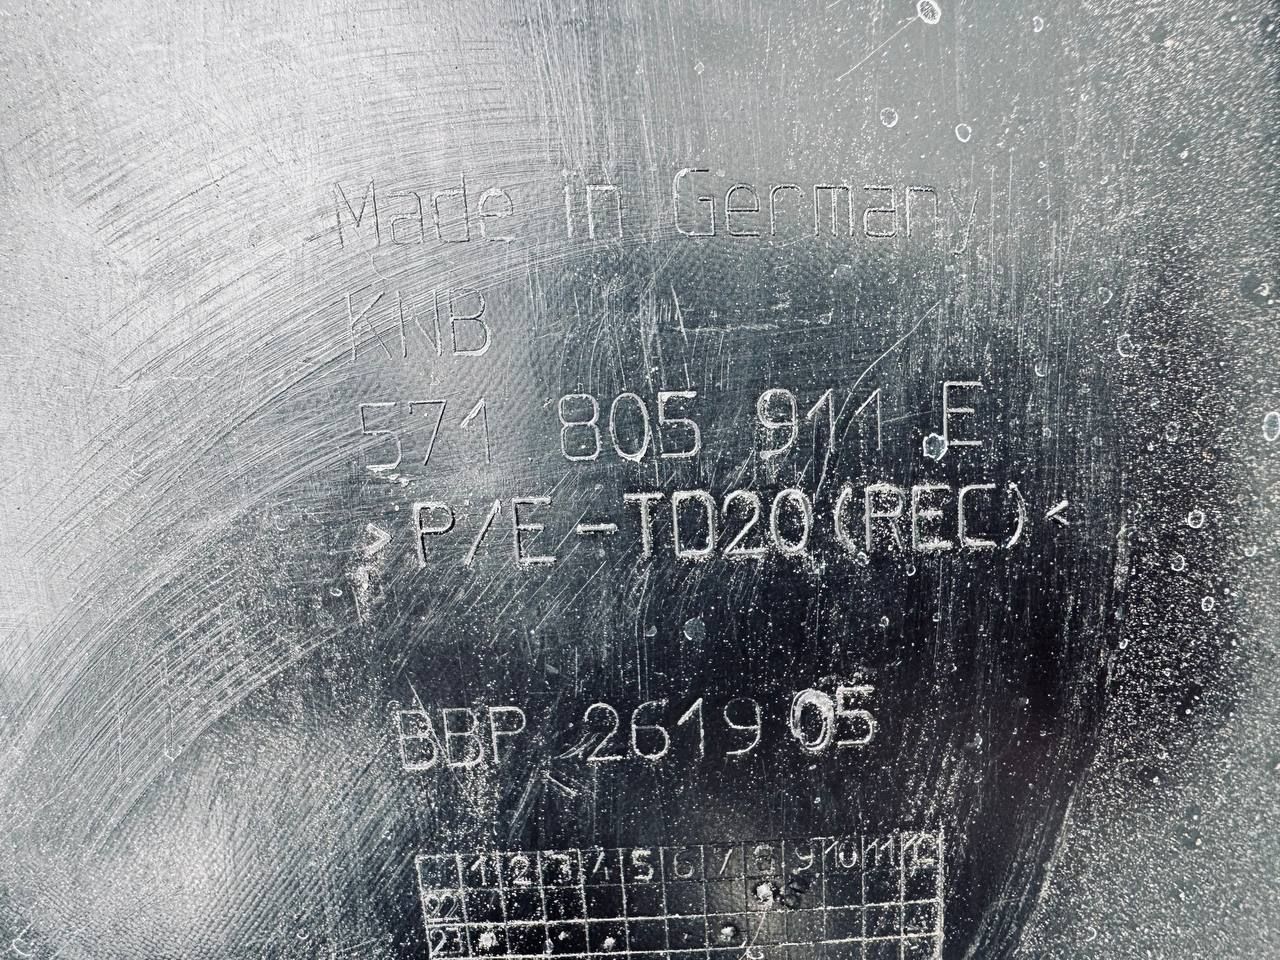 Made in Germany
KNB
571 805 911 E
>P/E-TD20(REC)<
BBP 2619 05
1 2 3 4 5 6 7 8 9 10 11 12
22
23